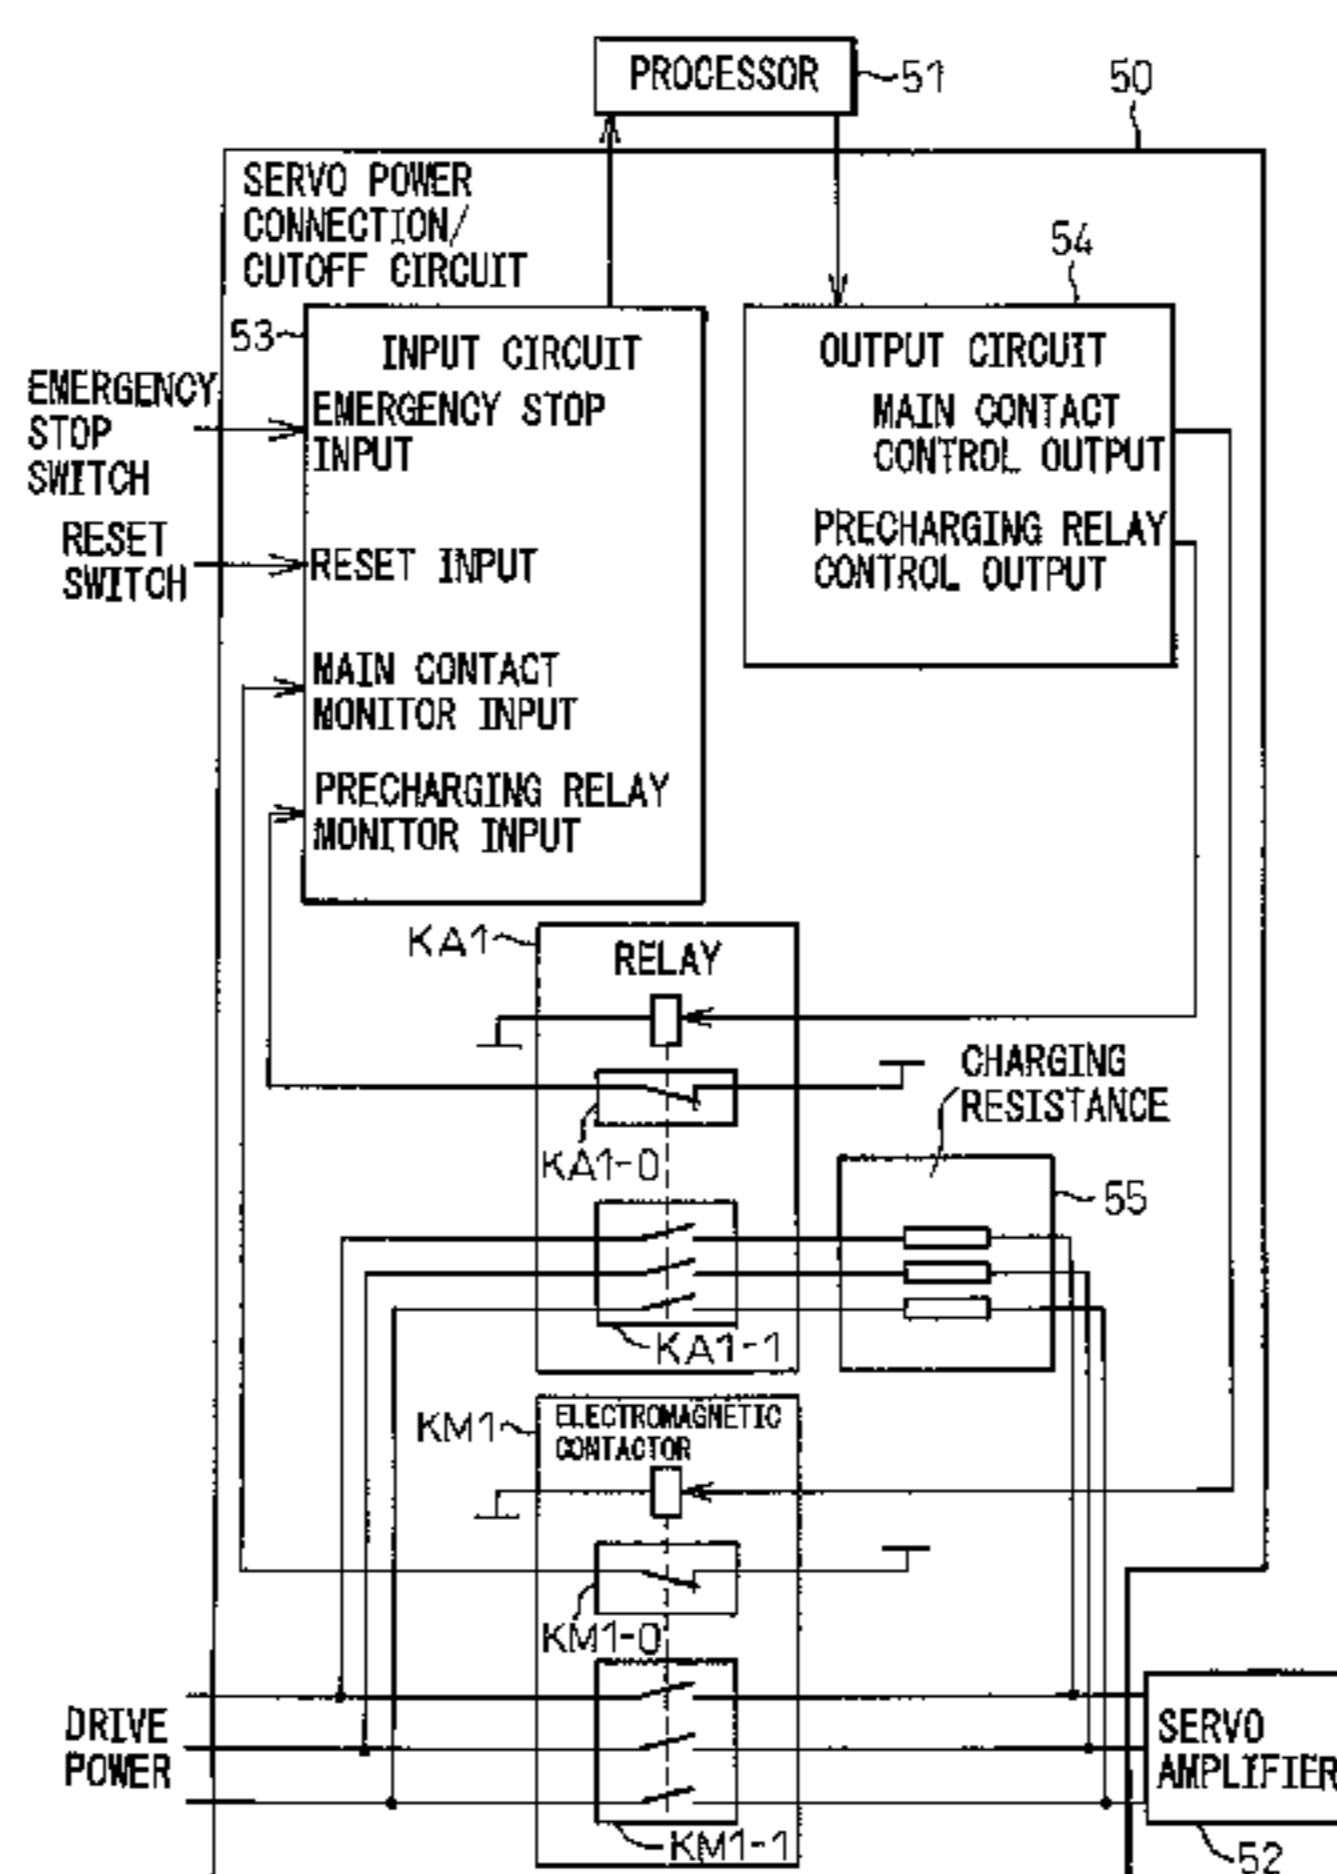 PROCESSOR
51
50
SERVO POWER
CONNECTION/
CUTOFF CIRCUIT
54
53
INPUT CIRCUIT
OUTPUT CIRCUIT
EMERGENCY
STOP
SWITCH
EMERGENCY STOP
INPUT
MAIN CONTACT
CONTROL OUTPUT
RESET
SWITCH
RESET INPUT
PRECHARGING RELAY
CONTROL OUTPUT
MAIN CONTACT
MONITOR INPUT
PRECHARGING RELAY
MONITOR INPUT
KA1
RELAY
CHARGING
RESISTANCE
KA1-0
55
KA1-1
KM1
ELECTROMAGNETIC
CONTACTOR
KM1-0
DRIVE
POWER
SERVO
AMPLIFIER
KM1-1
52